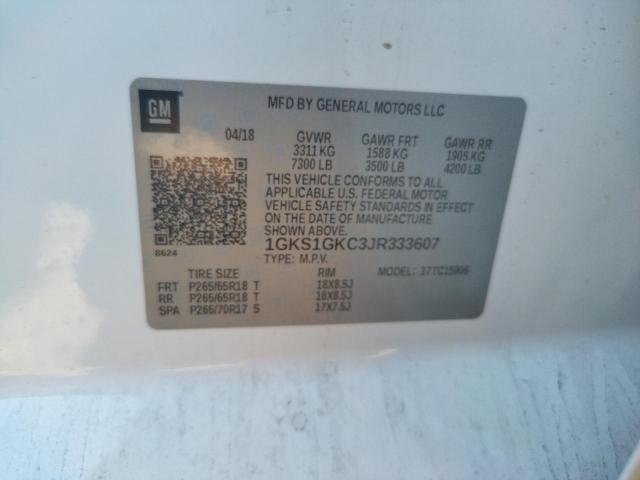 GM
MFD BY GENERAL MOTORS LLC
04/18 GVWR GAWR FRT GAWR RR
3311 KG 1588 KG 1905 KG
7300 LB 3500 LB 4200 LB
THIS VEHICLE CONFORMS TO ALL
APPLICABLE U.S. FEDERAL MOTOR
VEHICLE SAFETY STANDARDS IN EFFECT
ON THE DATE OF MANUFACTURE
SHOWN ABOVE.
8624
1GKS1GKC3JR333607
TYPE: M.P.V. MODEL: 17TC15906
TIRE SIZE RIM
FRT P265/65R18 T 18X8.5J
RR P265/65R18 T 18X8.5J
SPA P265/70R17 S 17X7.5J